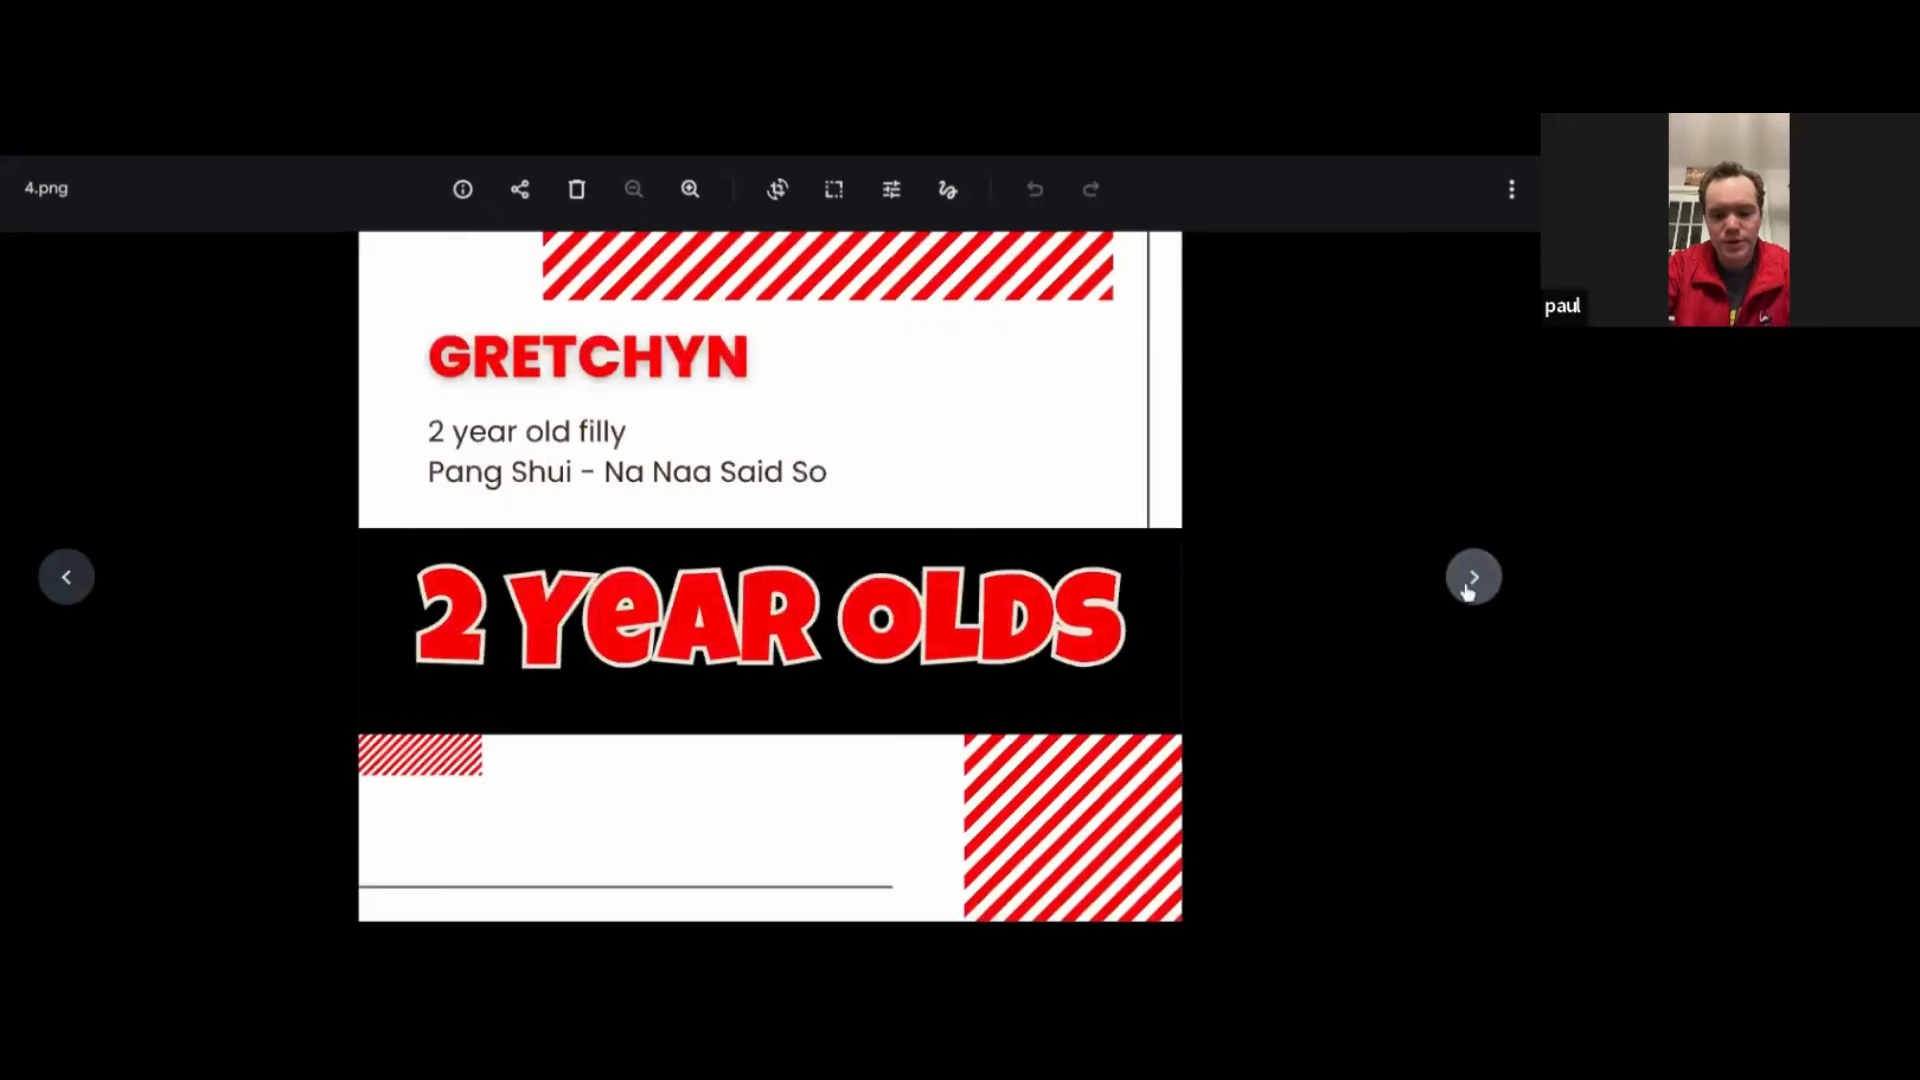 4.png
paul
GRETCHYN
2 year old filly
Pang Shui - Na Naa Said So
2 YeAR OLDS